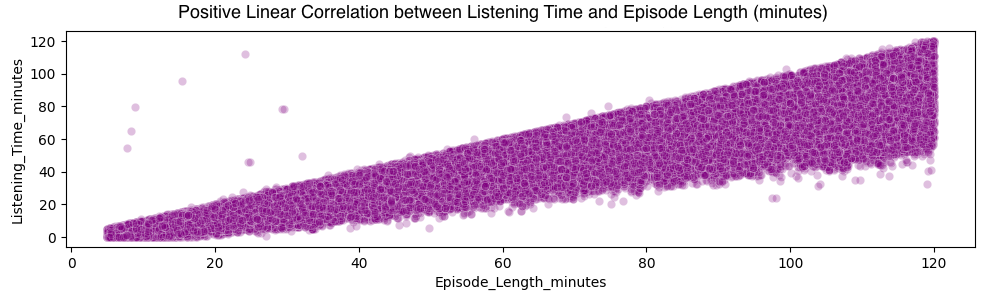 Positive Linear Correlation between Listening Time and Episode Length (minutes)
120
100
80
60
40
20
0
Listening_Time_minutes
0 20 40 60 80 100 120
Episode_Length_minutes